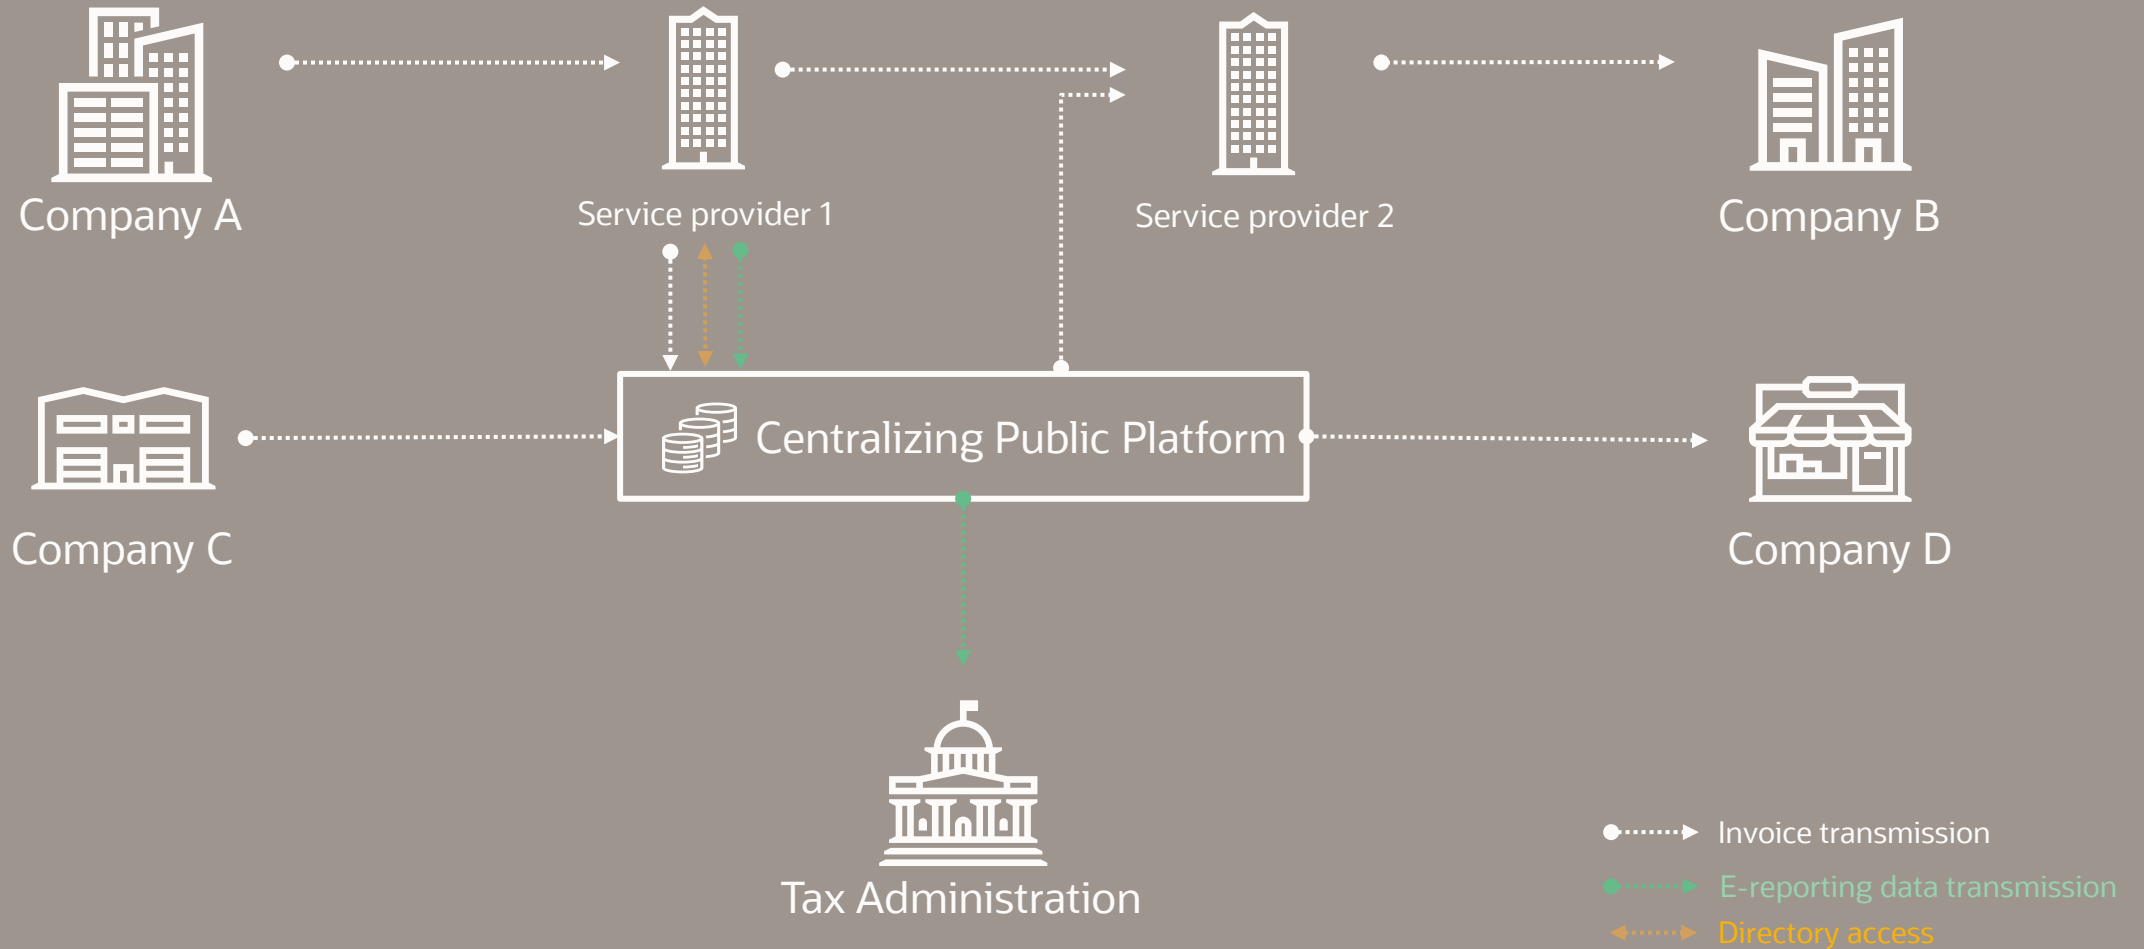 Company A
Service provider 1
Service provider 2
Company B
Centralizing Public Platform
Company C
Company D
Tax Administration
Invoice transmission
E-reporting data transmission
Directory access